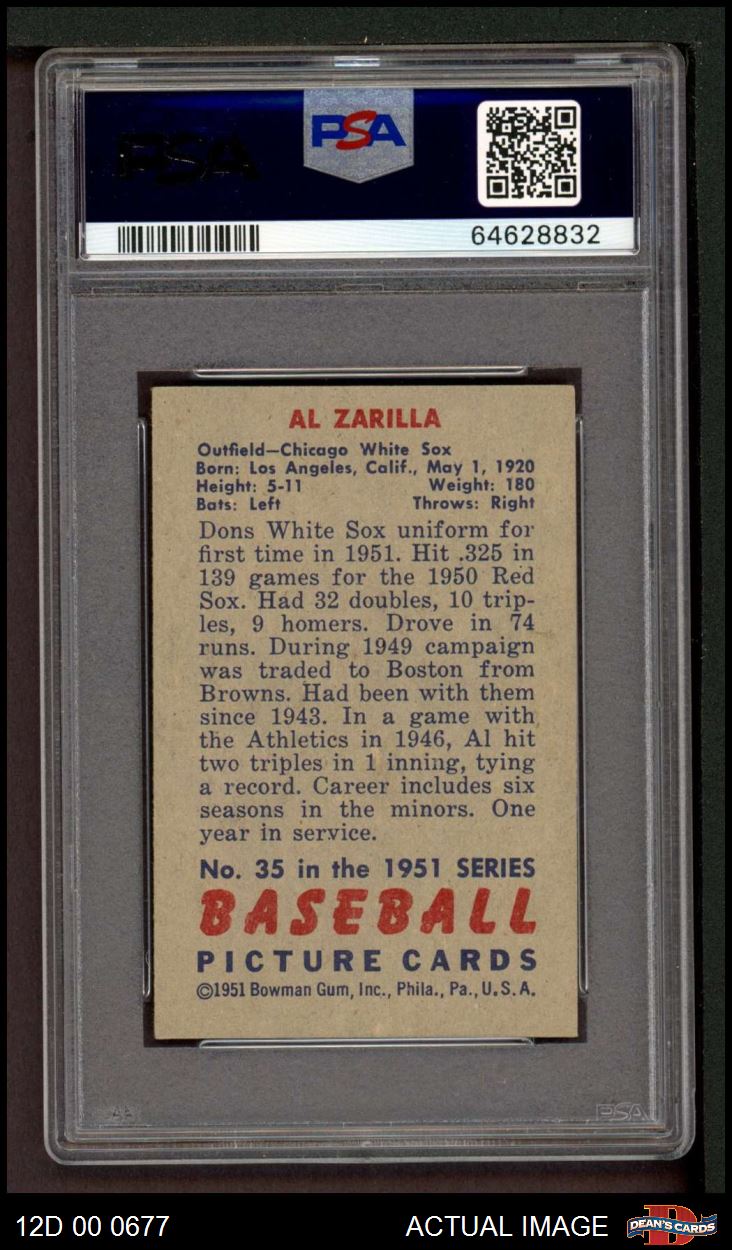 PSA
PSA
64628832
AL ZARILLA
Outfield—Chicago White Sox
Born: Los Angeles, Calif., May 1, 1920
Height: 5-11 Weight: 180
Bats: Left Throws: Right
Dons White Sox uniform for
first time in 1951. Hit .325 in
139 games for the 1950 Red
Sox. Had 32 doubles, 10 trip-
les, 9 homers. Drove in 74
runs. During 1949 campaign
was traded to Boston from
Browns. Had been with them
since 1943. In a game with
the Athletics in 1946, Al hit
two triples in 1 inning, tying
a record. Career includes six
seasons in the minors. One
year in service.
No. 35 in the 1951 SERIES
BASEBALL
PICTURE CARDS
©1951 Bowman Gum, Inc., Phila., Pa., U.S.A.
PSA
12D 00 0677 ACTUAL IMAGE DEAN'S CARDS